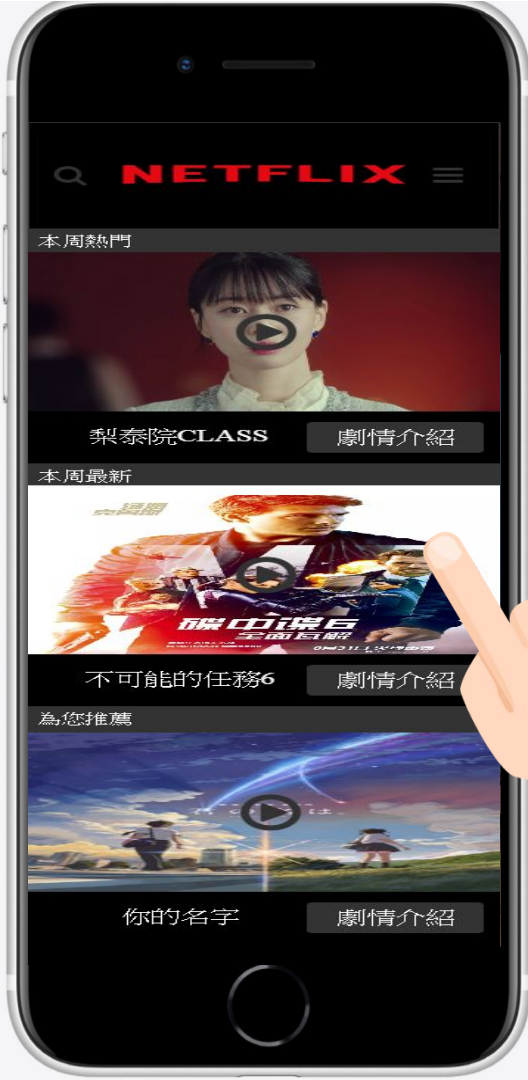 NETFLIX
本周熱門
梨泰院CLASS
劇情介紹
本周最新
碟中諜6
全面瓦解
不可能的任務6
劇情介紹
為您推薦
你的名字
劇情介紹